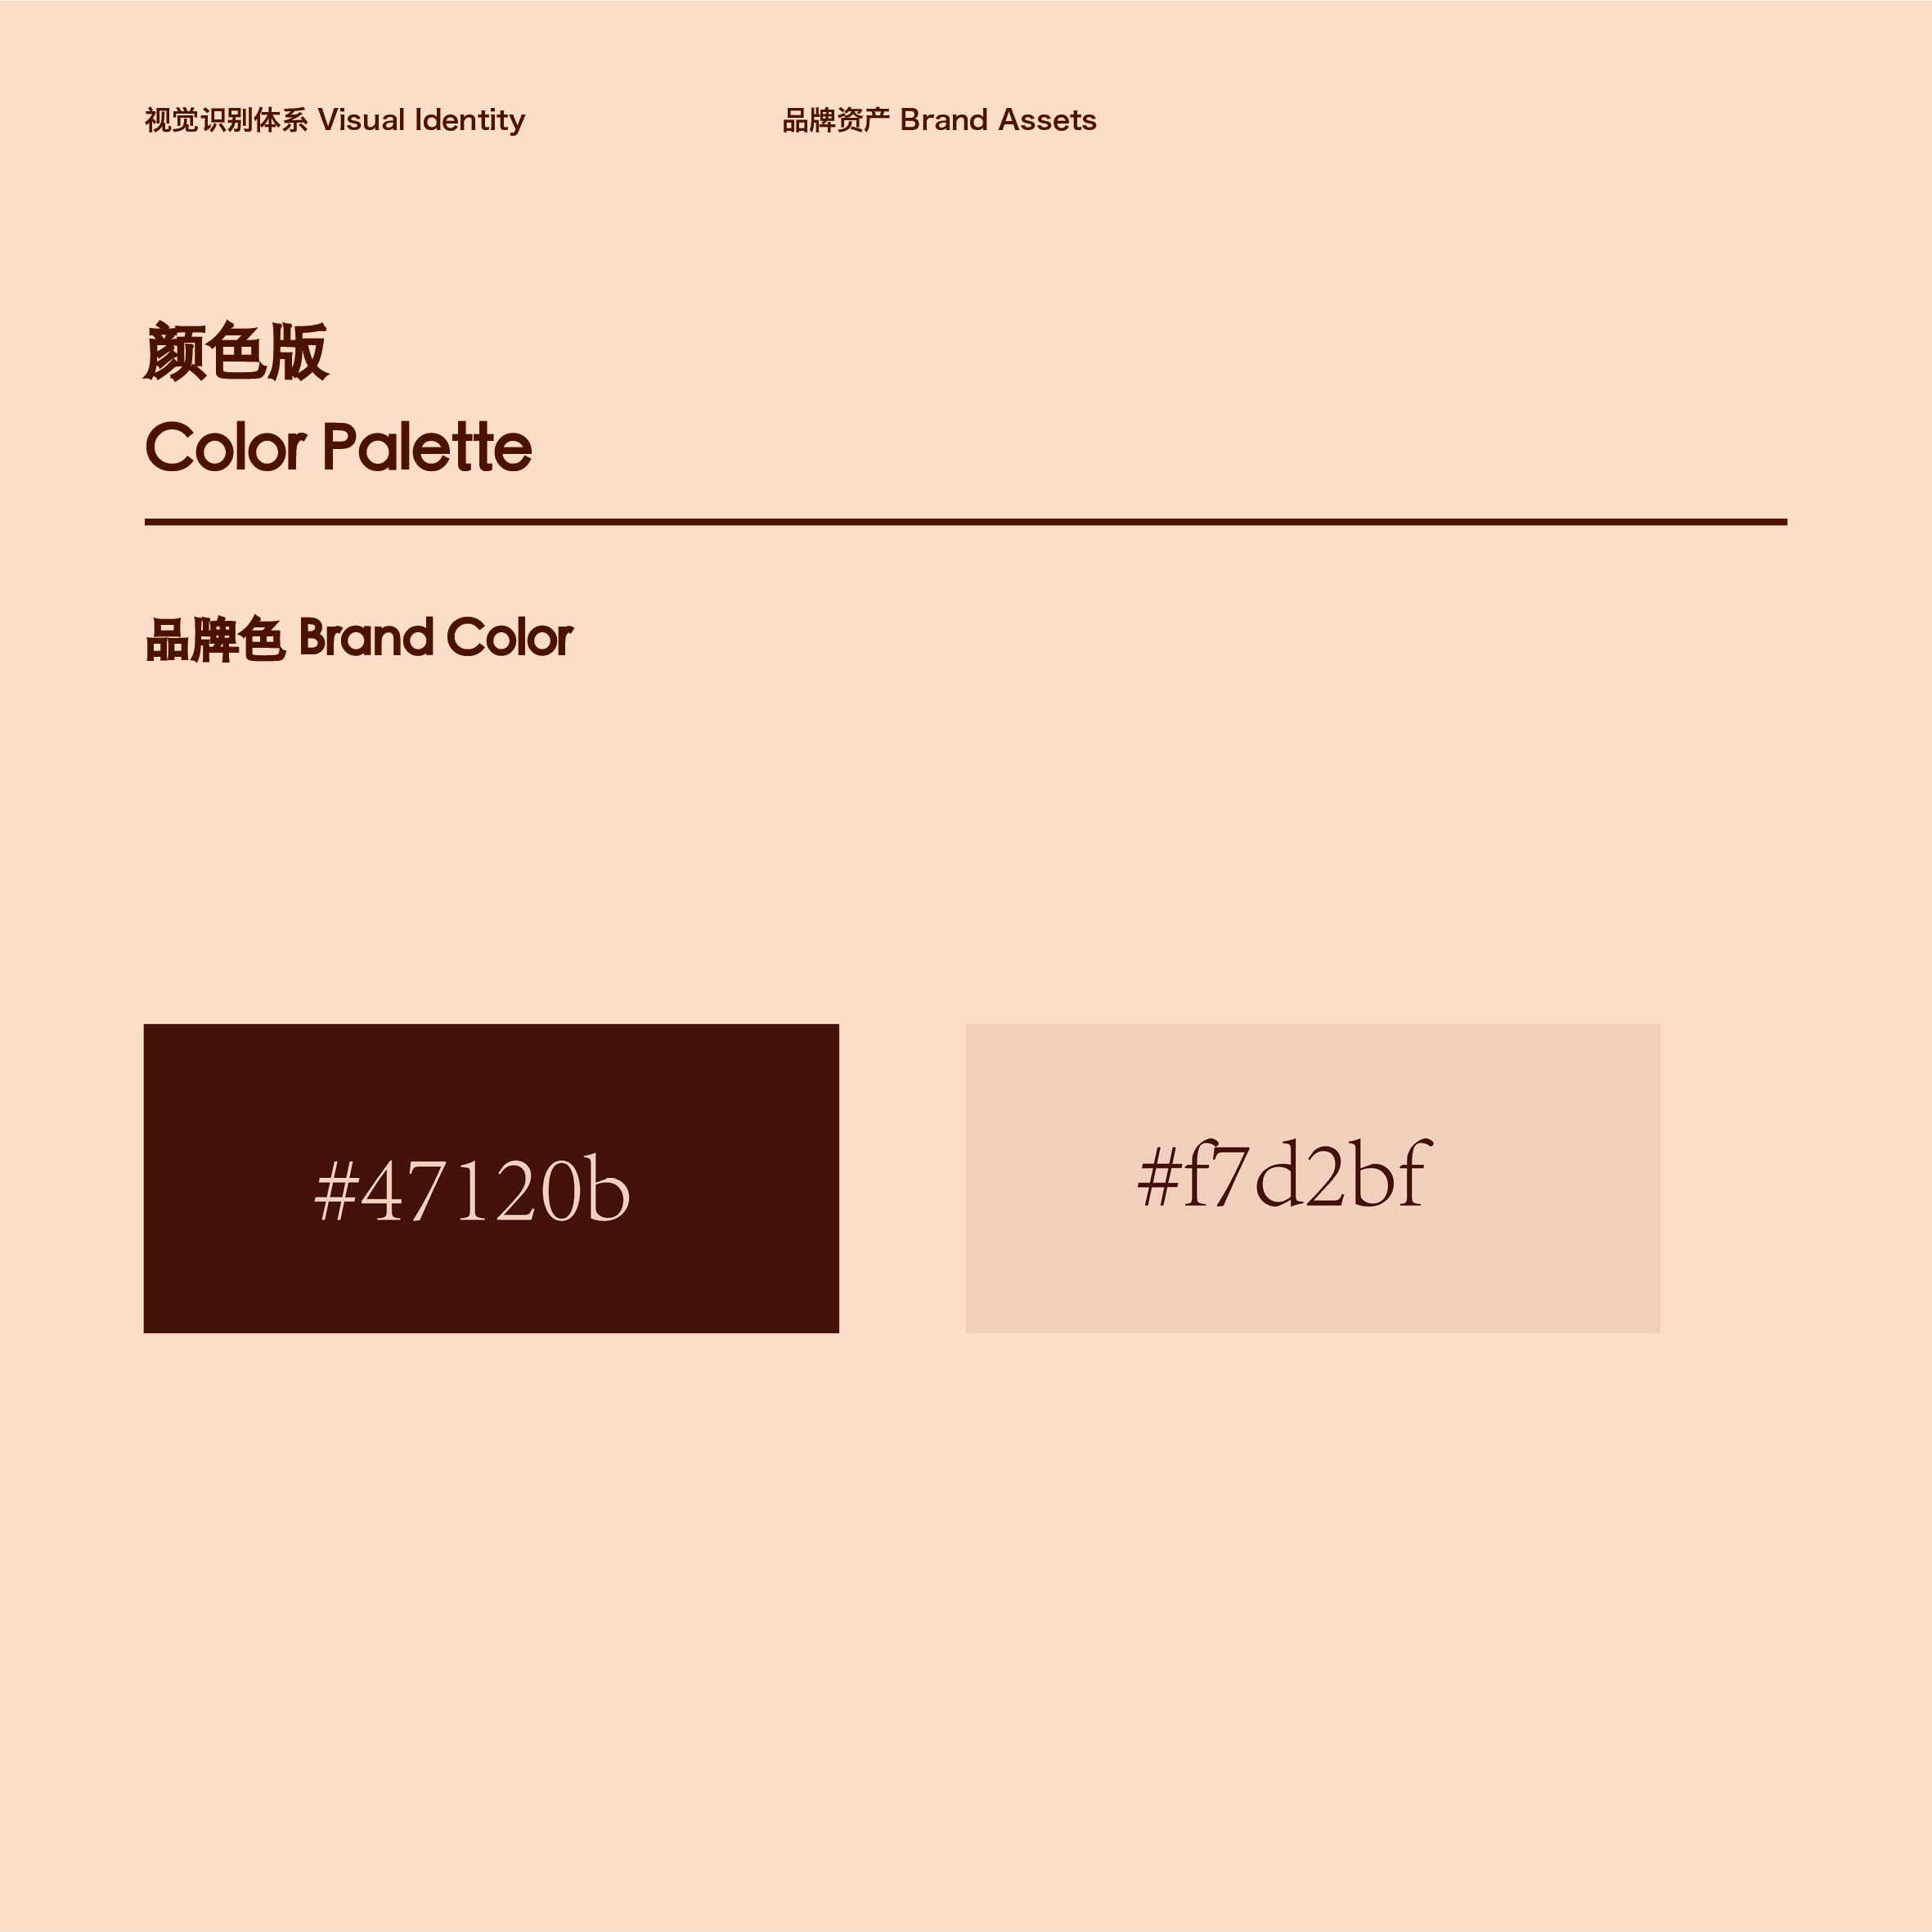 视觉识别体系 Visual Identity
品牌资产 Brand Assets
颜色版
Color Palette
品牌色 Brand Color
#47120b
#f7d2bf